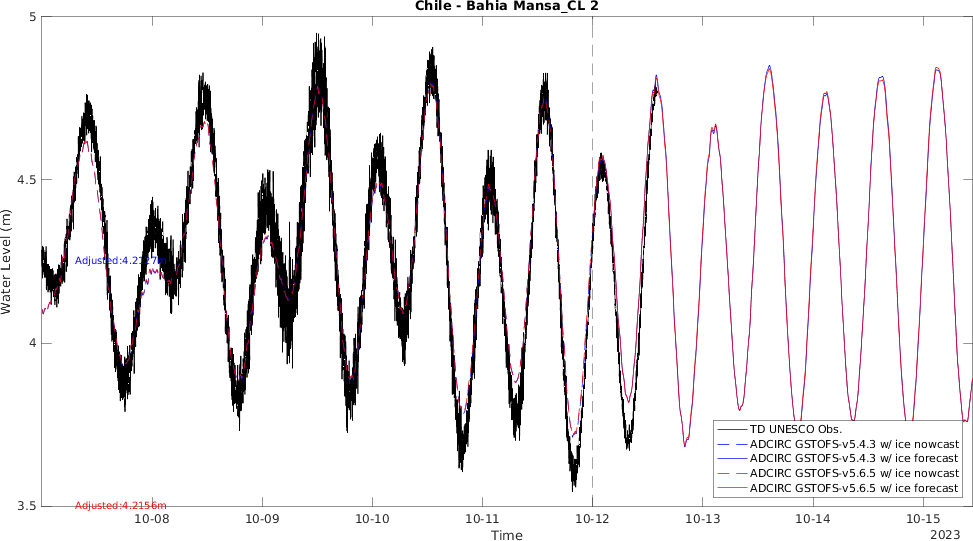 Chile - Bahia Mansa_CL 2
5
4.5
4
3.5
Water Level (m)
Adjusted:4.2127m
Adjusted:4.2156m
TD UNESCO Obs.
ADCIRC GSTOFS-v5.4.3 w/ ice nowcast
ADCIRC GSTOFS-v5.4.3 w/ ice forecast
ADCIRC GSTOFS-v5.6.5 w/ ice nowcast
ADCIRC GSTOFS-v5.6.5 w/ ice forecast
10-08 10-09 10-10 10-11 10-12 10-13 10-14 10-15
Time
2023